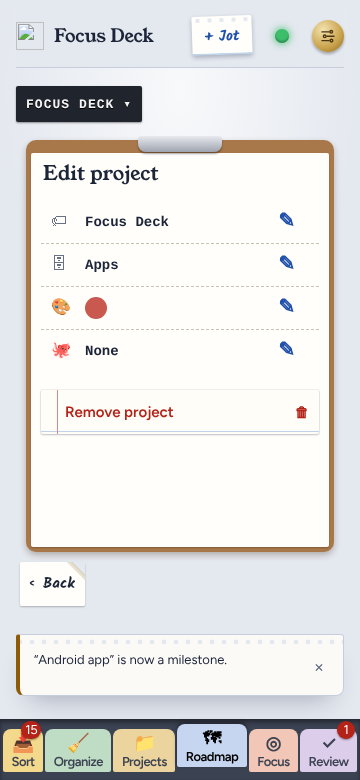 Focus Deck
+ Jot
FOCUS DECK ▾
Edit project
Focus Deck
Apps
None
Remove project
‹ Back
“Android app” is now a milestone.
×
15
1
Sort
Organize
Projects
Roadmap
Focus
Review